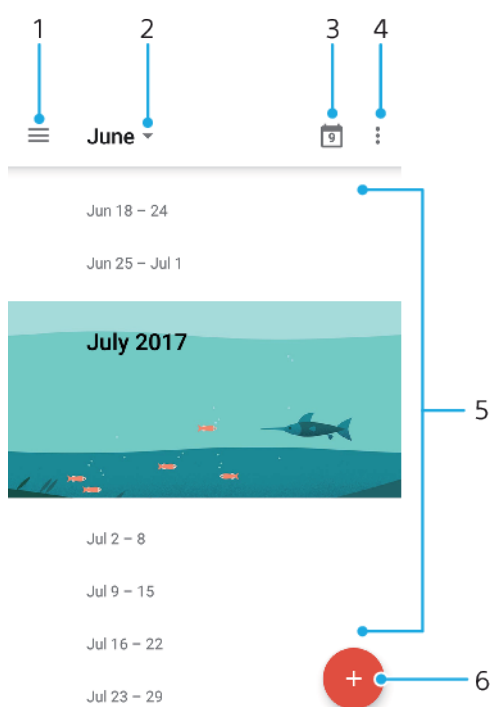 1 2 3 4
June 9
Jun 18 – 24
Jun 25 – Jul 1
July 2017
5
Jul 2 – 8
Jul 9 – 15
Jul 16 – 22
+ 6
Jul 23 – 29